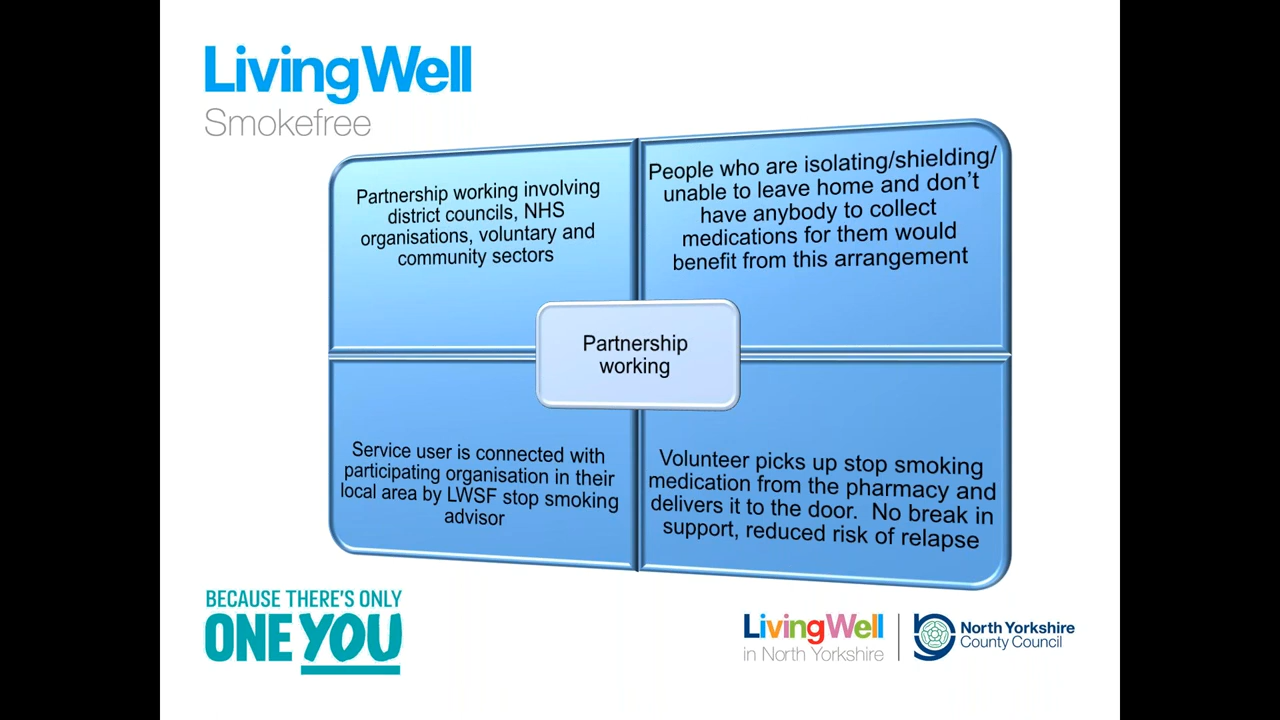 LivingWell
Smokefree
Partnership working involving
district councils, NHS
organisations, voluntary and
community sectors
People who are isolating/shielding/
unable to leave home and don't
have anybody to collect
medications for them would
benefit from this arrangement
Partnership
working
Service user is connected with
participating organisation in their
local area by LWSF stop smoking
advisor
Volunteer picks up stop smoking
medication from the pharmacy and
delivers it to the door.  No break in
support, reduced risk of relapse
BECAUSE THERE'S ONLY
ONE YOU
LivingWell
in North Yorkshire
North Yorkshire
County Council